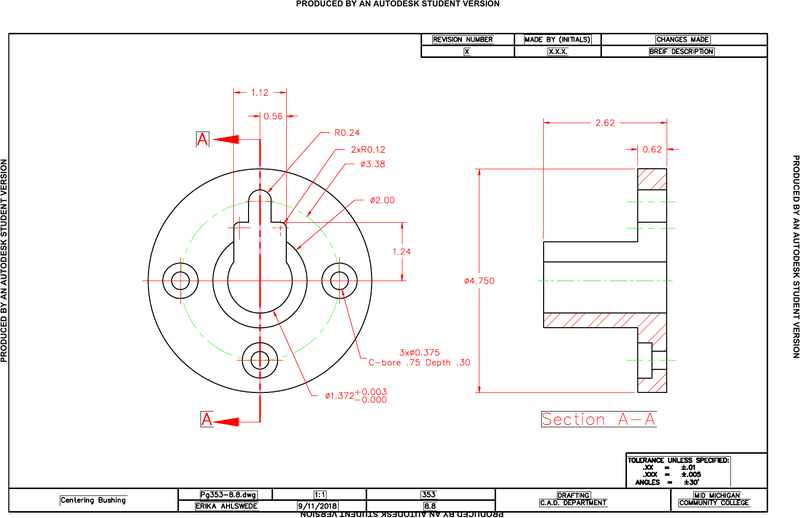 PRODUCED BY AN AUTODESK STUDENT VERSION
REVISION NUMBER MADE BY (INITIALS) CHANGES MADE
X X.X.X. BREIF DESCRIPTION
1.12
0.56
A
R0.24
2xR0.12
ø3.38
ø2.00
1.24
3xø0.375
C-bore .75 Depth .30
ø1.372+0.003
-0.000
A
2.62
0.62
ø4.750
Section A-A
PRODUCED BY AN AUTODESK STUDENT VERSION
PRODUCED BY AN AUTODESK STUDENT VERSION
TOLERANCE UNLESS SPECIFIED:
.XX = ±.01
.XXX = ±.005
ANGLES = ±30'
Centering Bushing
Pg353-8.8.dwg 1:1 353 DRAFTING MID MICHIGAN
ERIKA AHLSWEDE 9/11/2018 8.8 C.A.D. DEPARTMENT COMMUNITY COLLEGE
PRODUCED BY AN AUTODESK STUDENT VERSION